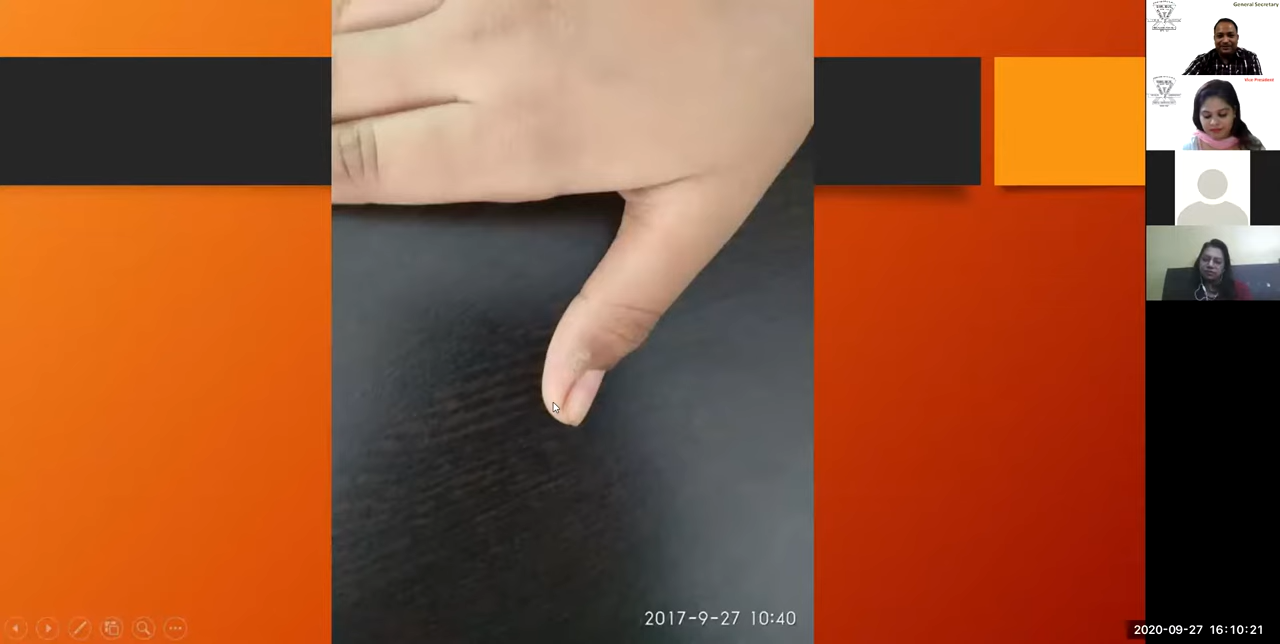 General Secretary
Vice President
2017-9-27 10:40
2020-09-27 16:10:21